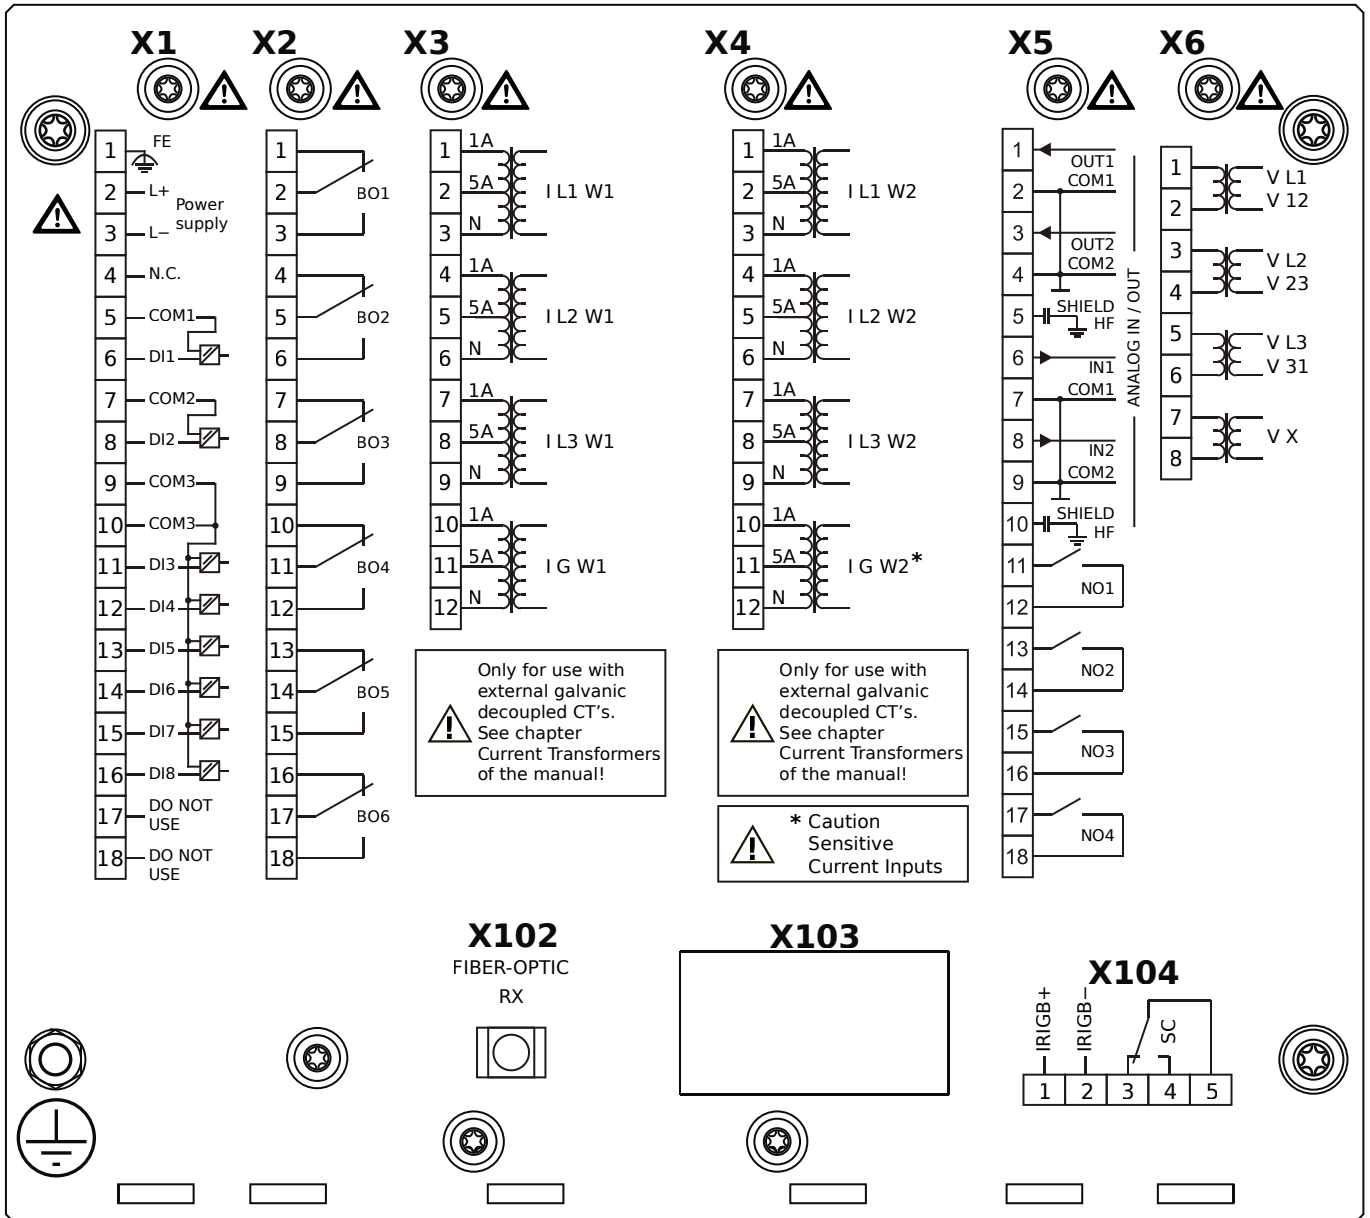 X1
X2
X3
X4
X5
X6
1 FE
2 L+
Power
supply
3 L−
4 N.C.
5 COM1
6 DI1
7 COM2
8 DI2
9 COM3
10 COM3
11 DI3
12 DI4
13 DI5
14 DI6
15 DI7
16 DI8
17 DO NOT
USE
18 DO NOT
USE
1
2 BO1
3
4
5 BO2
6
7
8 BO3
9
10
11 BO4
12
13
14 BO5
15
16
17 BO6
18
1 1A
2 5A I L1 W1
3 N
4 1A
5 5A I L2 W1
6 N
7 1A
8 5A I L3 W1
9 N
10 1A
11 5A I G W1
12 N
Only for use with
external galvanic
decoupled CT's.
See chapter
Current Transformers
of the manual!
1 1A
2 5A I L1 W2
3 N
4 1A
5 5A I L2 W2
6 N
7 1A
8 5A I L3 W2
9 N
10 1A
11 5A I G W2*
12 N
Only for use with
external galvanic
decoupled CT's.
See chapter
Current Transformers
of the manual!
* Caution
Sensitive
Current Inputs
1 OUT1
2 COM1
3 OUT2
4 COM2
5 SHIELD
HF
6 IN1
7 COM1
8 IN2
9 COM2
10 SHIELD
HF
ANALOG IN / OUT
11
NO1
12
13
NO2
14
15
NO3
16
17
NO4
18
1 V L1
2 V 12
3 V L2
4 V 23
5 V L3
6 V 31
7 V X
8
X102
FIBER-OPTIC
RX
X103
X104
IRIGB+
IRIGB−
SC
1 2 3 4 5